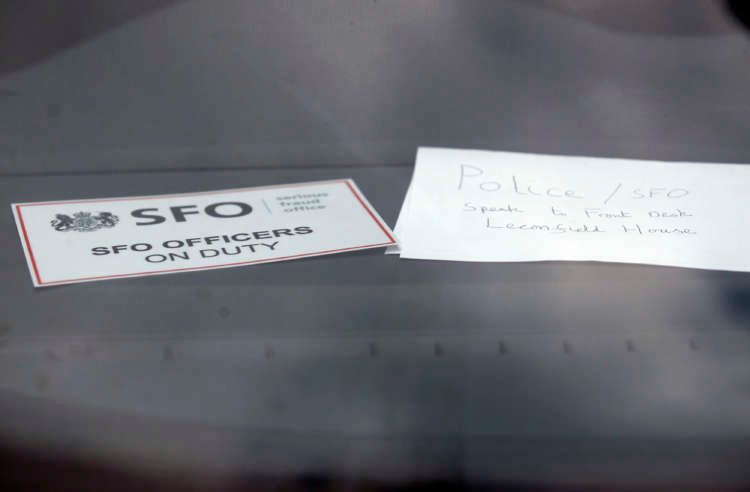 SFO serious
fraud
office
SFO OFFICERS
ON DUTY
Police / SFO
Speak to Front Desk
Leconfield House